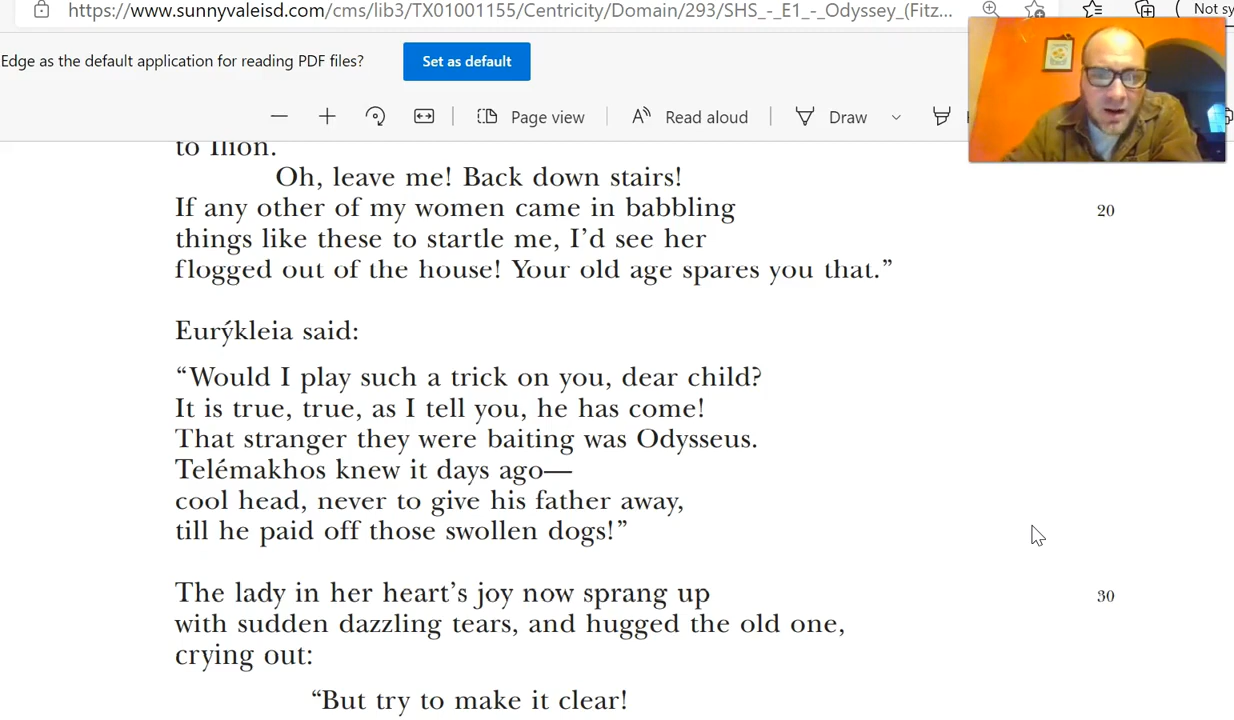 https://www.sunnyvaleisd.com/cms/lib3/TX01001155/Centricity/Domain/293/SHS_-_E1_-_Odyssey_(Fitz... Not sy
Edge as the default application for reading PDF files? Set as default
Page view Read aloud Draw
to Ilion.
Oh, leave me! Back down stairs!
If any other of my women came in babbling 20
things like these to startle me, I’d see her
flogged out of the house! Your old age spares you that.”
Eurýkleia said:
“Would I play such a trick on you, dear child?
It is true, true, as I tell you, he has come!
That stranger they were baiting was Odysseus.
Telémakhos knew it days ago—
cool head, never to give his father away,
till he paid off those swollen dogs!”
The lady in her heart’s joy now sprang up 30
with sudden dazzling tears, and hugged the old one,
crying out:
“But try to make it clear!